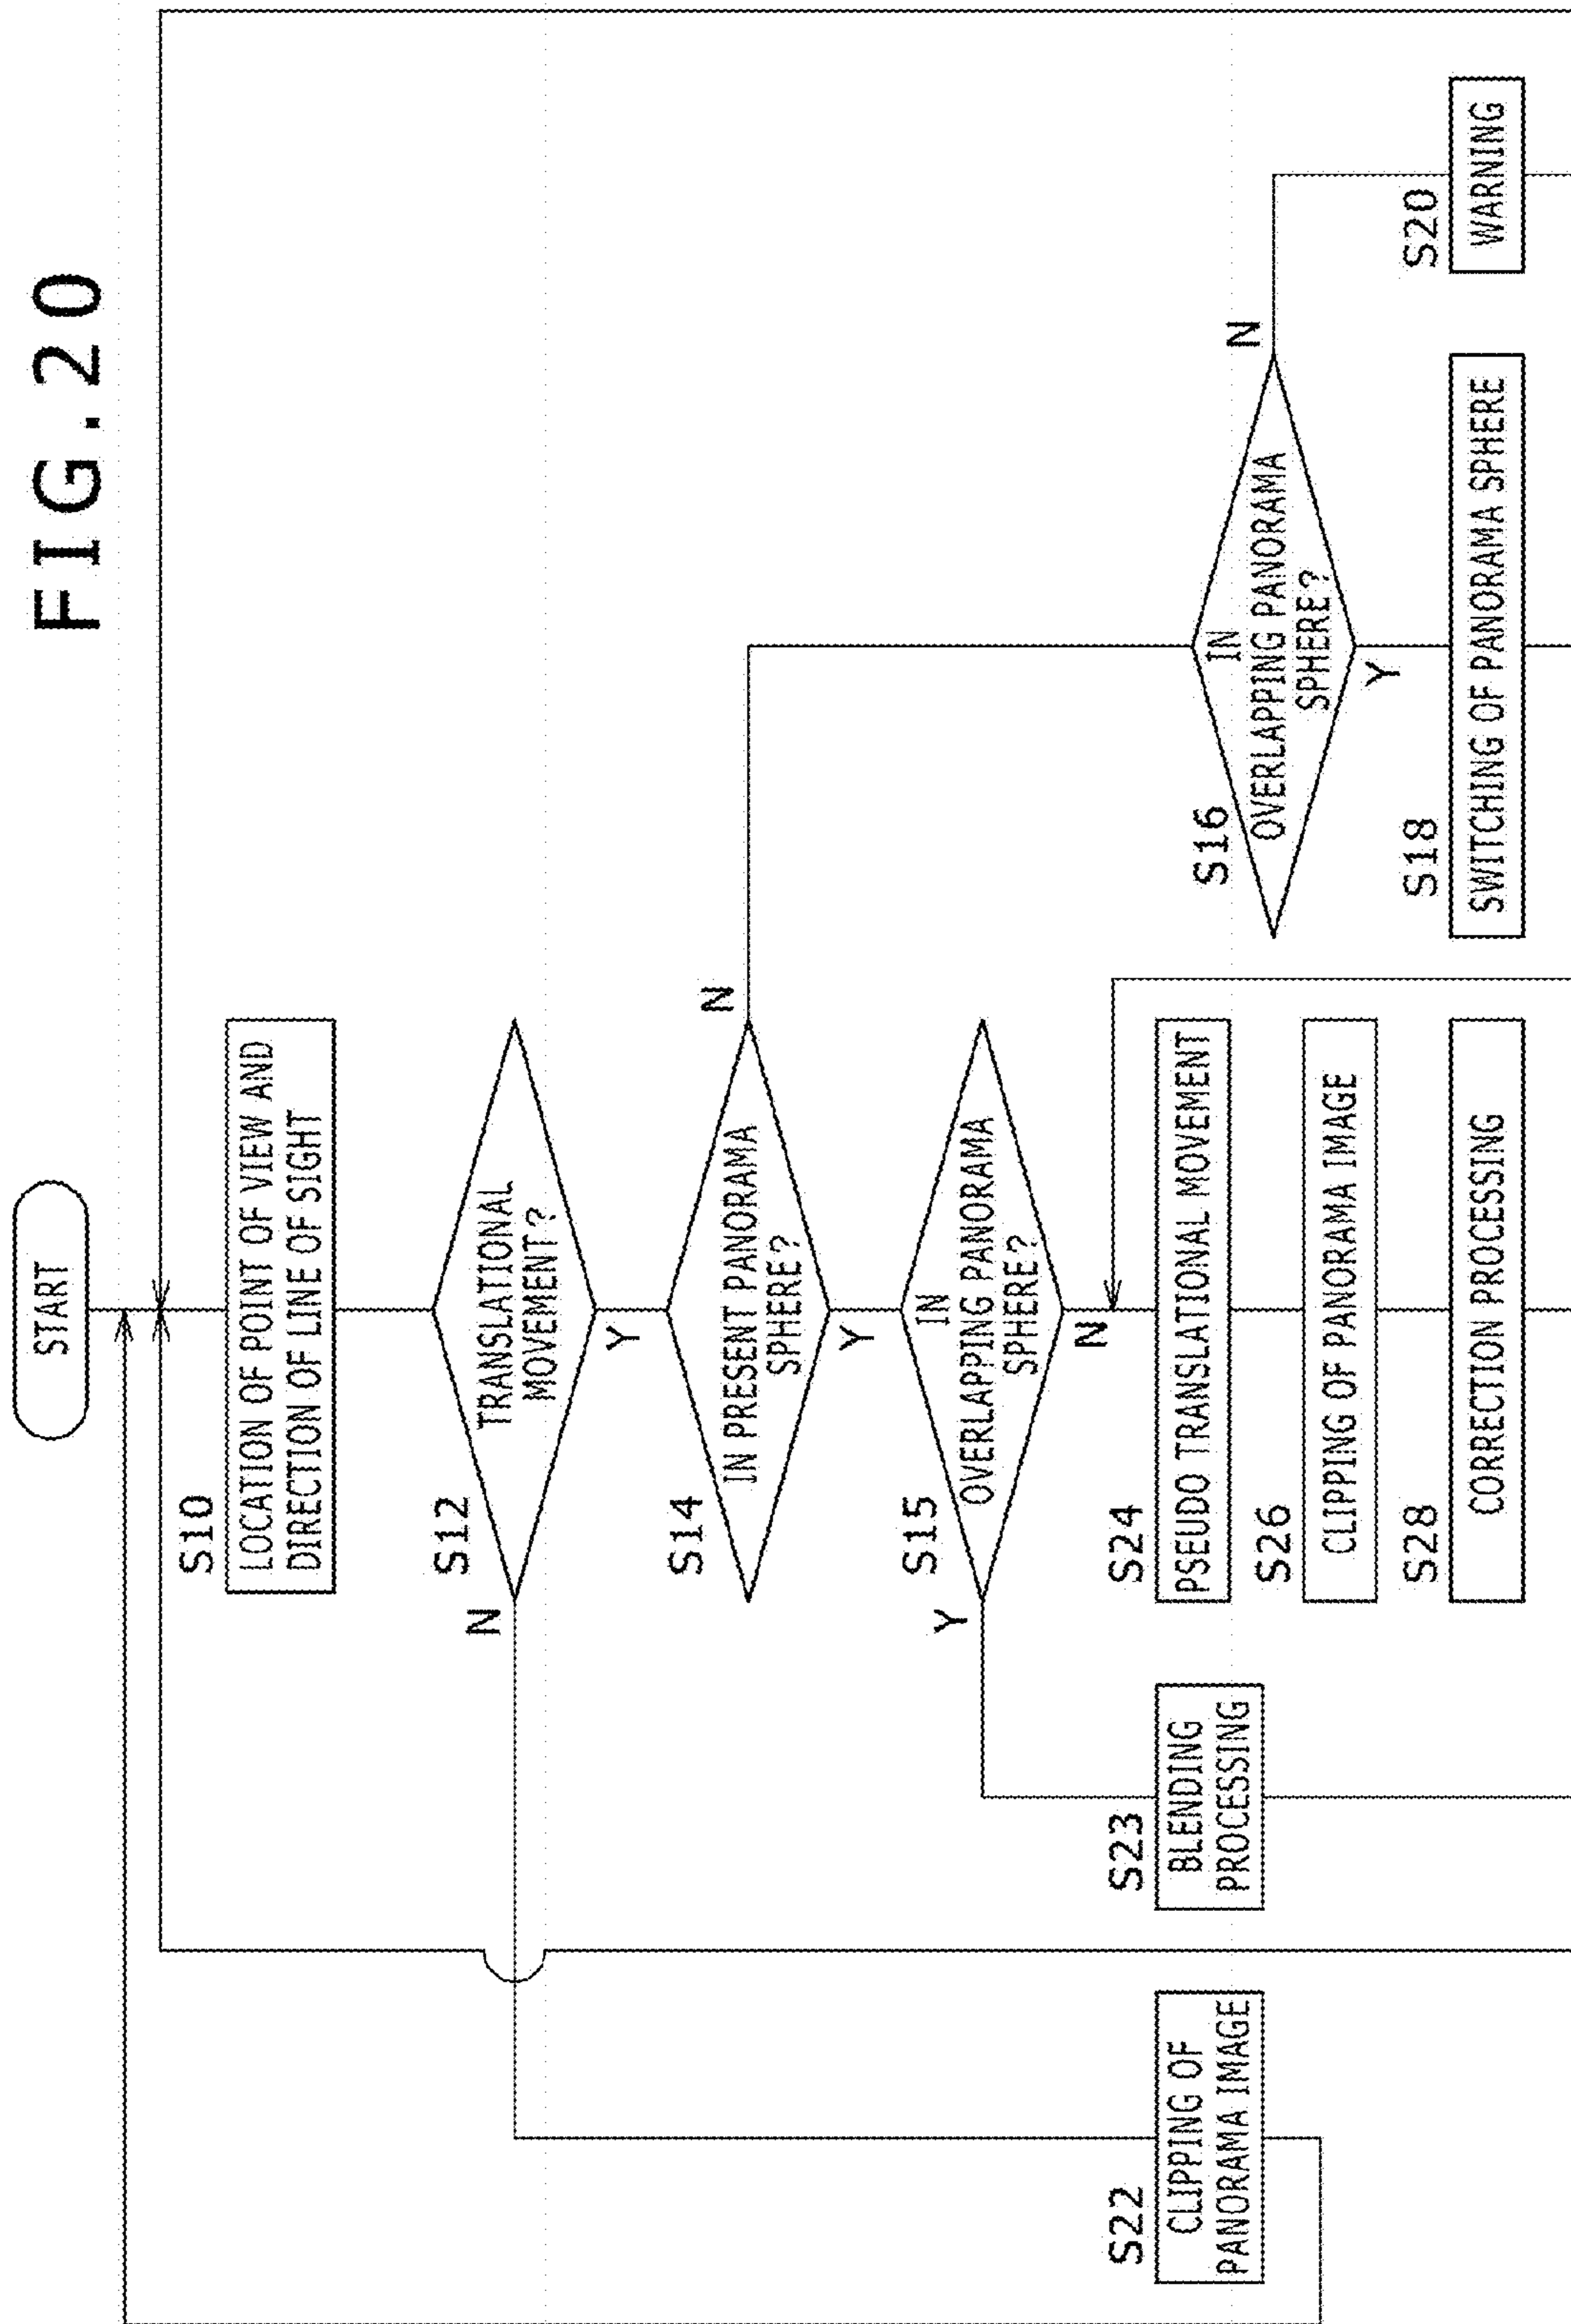 FIG.20
START
S10
LOCATION OF POINT OF VIEW AND
DIRECTION OF LINE OF SIGHT
S12
TRANSLATIONAL
MOVEMENT?
N
Y
S14
IN PRESENT PANORAMA
SPHERE?
N
Y
S15
IN
OVERLAPPING PANORAMA
SPHERE?
Y
N
S16
IN
OVERLAPPING PANORAMA
SPHERE?
N
Y
S22
CLIPPING OF
PANORAMA IMAGE
S23
BLENDING
PROCESSING
S24
PSEUDO TRANSLATIONAL MOVEMENT
S26
CLIPPING OF PANORAMA IMAGE
S28
CORRECTION PROCESSING
S18
SWITCHING OF PANORAMA SPHERE
S20
WARNING